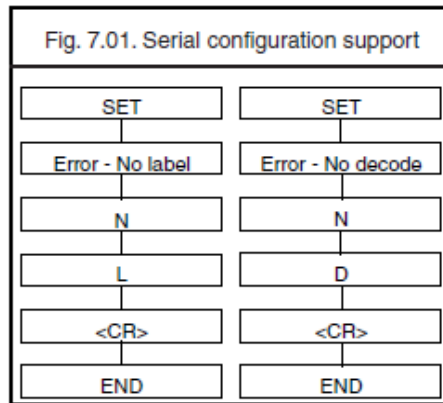 Fig. 7.01. Serial configuration support
SET
Error - No label
N
L
<CR>
END
SET
Error - No decode
N
D
<CR>
END